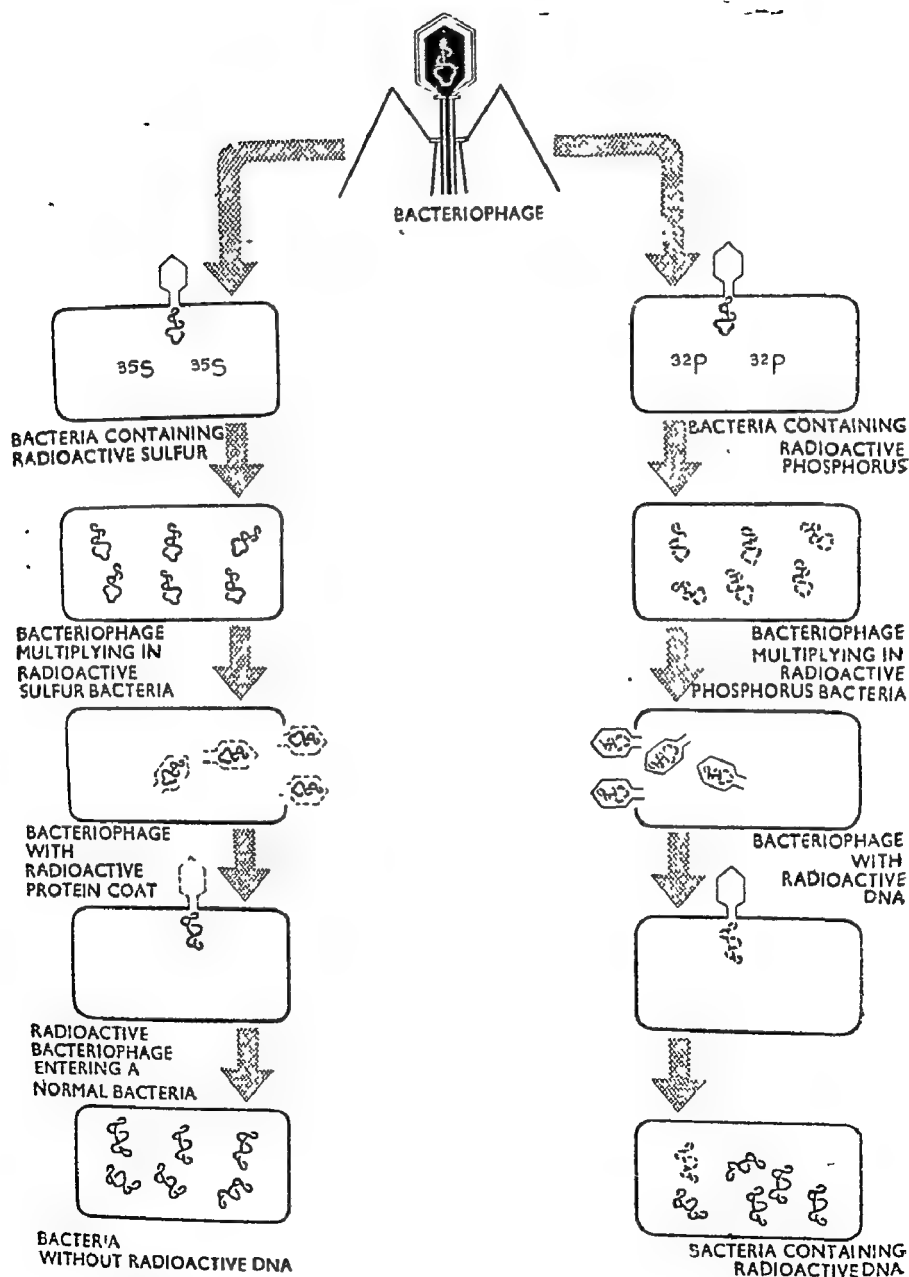 BACTERIOPHAGE
35S 35S
32P 32P
BACTERIA CONTAINING
RADIOACTIVE SULFUR
BACTERIA CONTAINING
RADIOACTIVE
PHOSPHORUS
BACTERIOPHAGE
MULTIPLYING IN
RADIOACTIVE
SULFUR BACTERIA
BACTERIOPHAGE
MULTIPLYING IN
RADIOACTIVE
PHOSPHORUS BACTERIA
BACTERIOPHAGE
WITH
RADIOACTIVE
PROTEIN COAT
BACTERIOPHAGE
WITH
RADIOACTIVE
DNA
RADIOACTIVE
BACTERIOPHAGE
ENTERING A
NORMAL BACTERIA
BACTERIA
WITHOUT RADIOACTIVE DNA
BACTERIA CONTAINING
RADIOACTIVE DNA